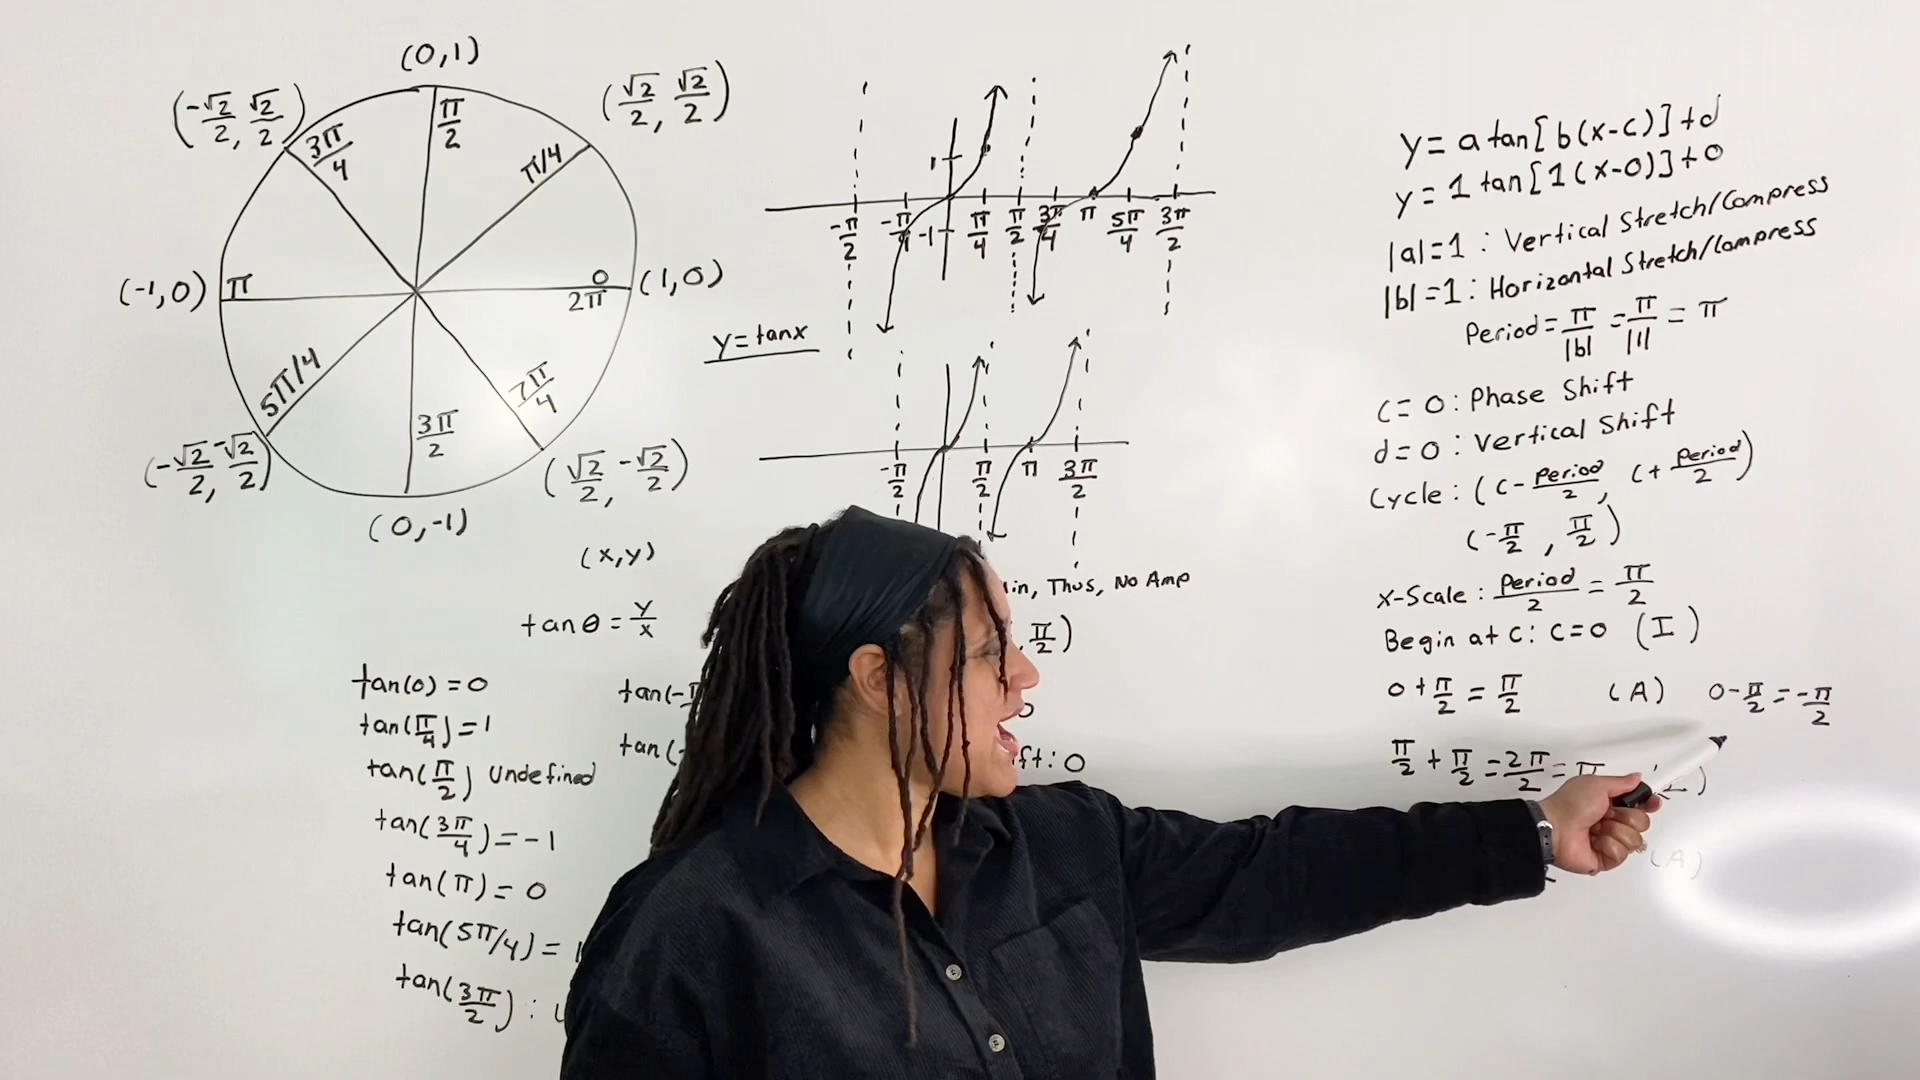 (0,1)
(-√2/2, √2/2)
(√2/2, √2/2)
3π/4
π/2
π/4
(-1,0)
π
0
2π
(1,0)
5π/4
3π/2
7π/4
(-√2/2, -√2/2)
(√2/2, -√2/2)
(0,-1)
(x,y)
tanθ = y/x
tan(0) = 0
tan(π/4) = 1
tan(π/2) undefined
tan(3π/4) = -1
tan(π) = 0
tan(5π/4) =
tan(3π/2) :
1
-1
-π/2 -π/4 π/4 π/2 3π/4 π 5π/4 3π/2
y=tanx
-π/2 π/2 π 3π/2
Thus, No Amp
, π/2)
: 0
y= a tan[b(x-c)]+d
y= 1 tan[1(x-0)]+0
|a|=1 : Vertical Stretch/Compress
|b|=1 : Horizontal Stretch/Compress
Period = π/|b| = π/|1| = π
c= 0 : Phase Shift
d= 0 : Vertical Shift
Cycle : (c - Period/2, c + Period/2)
(-π/2, π/2)
x-Scale : Period/2 = π/2
Begin at c : c=0 (I)
0 + π/2 = π/2 (A) 0 - π/2 = -π/2
π/2 + π/2 = 2π/2 = π
(A)